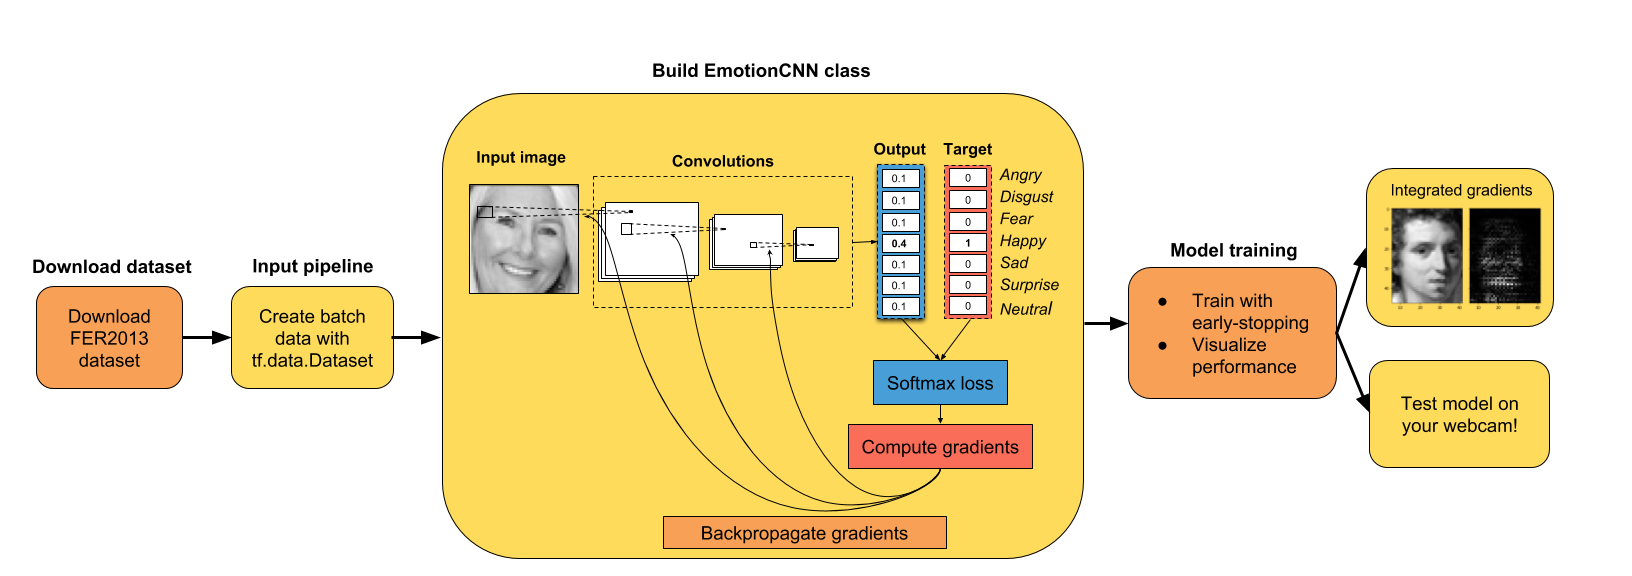 Build EmotionCNN class
Download dataset
Download
FER2013
dataset
Input pipeline
Create batch
data with
tf.data.Dataset
Input image
Convolutions
Output
Target
0.1 0 Angry
0.1 0 Disgust
0.1 0 Fear
0.4 1 Happy
0.1 0 Sad
0.1 0 Surprise
0.1 0 Neutral
Softmax loss
Compute gradients
Backpropagate gradients
Model training
● Train with
early-stopping
● Visualize
performance
Integrated gradients
Test model on
your webcam!